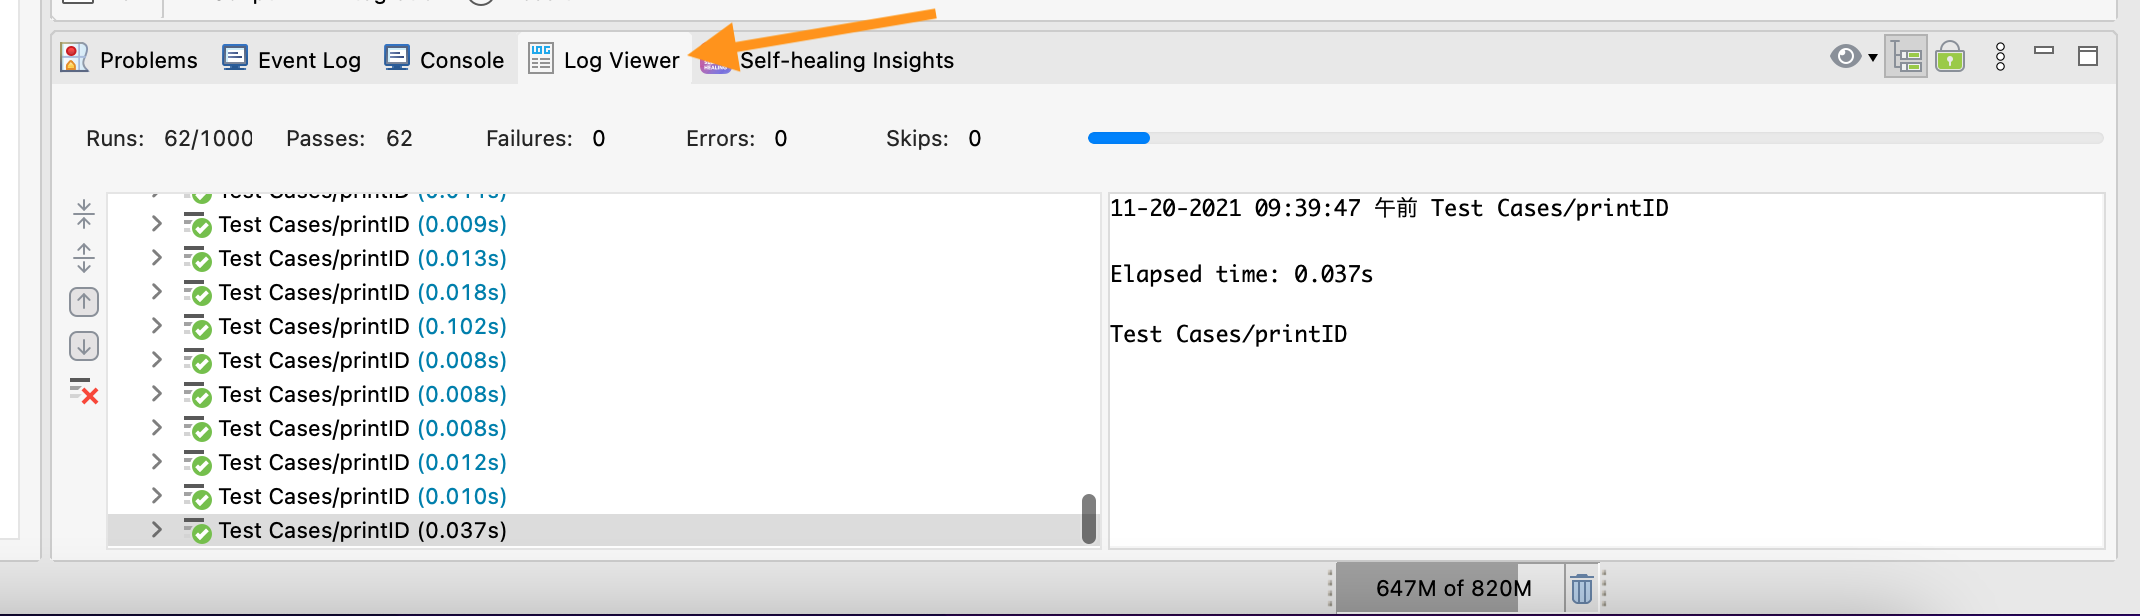 Problems Event Log Console Log Viewer Self-healing Insights
Runs: 62/1000 Passes: 62 Failures: 0 Errors: 0 Skips: 0
Test Cases/printID
Test Cases/printID (0.009s)
Test Cases/printID (0.013s)
Test Cases/printID (0.018s)
Test Cases/printID (0.102s)
Test Cases/printID (0.008s)
Test Cases/printID (0.008s)
Test Cases/printID (0.008s)
Test Cases/printID (0.012s)
Test Cases/printID (0.010s)
Test Cases/printID (0.037s)
11-20-2021 09:39:47 午前 Test Cases/printID
Elapsed time: 0.037s
Test Cases/printID
647M of 820M